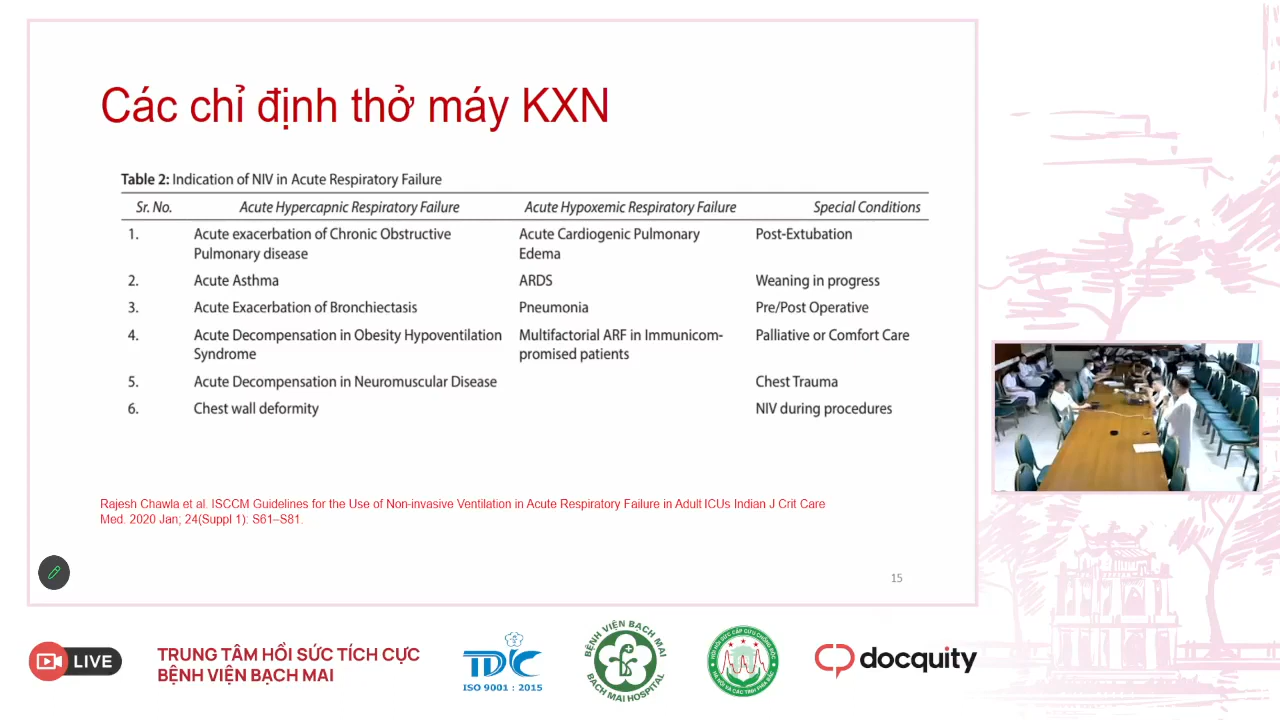 Các chỉ định thở máy KXN
Table 2: Indication of NIV in Acute Respiratory Failure
Sr. No. Acute Hypercapnic Respiratory Failure Acute Hypoxemic Respiratory Failure Special Conditions
1. Acute exacerbation of Chronic Obstructive Acute Cardiogenic Pulmonary Post-Extubation
Pulmonary disease Edema
2. Acute Asthma ARDS Weaning in progress
3. Acute Exacerbation of Bronchiectasis Pneumonia Pre/Post Operative
4. Acute Decompensation in Obesity Hypoventilation Multifactorial ARF in Immunicom- Palliative or Comfort Care
Syndrome promised patients
5. Acute Decompensation in Neuromuscular Disease Chest Trauma
6. Chest wall deformity NIV during procedures
Rajesh Chawla et al. ISCCM Guidelines for the Use of Non-invasive Ventilation in Acute Respiratory Failure in Adult ICUs Indian J Crit Care
Med. 2020 Jan; 24(Suppl 1): S61–S81.
15
LIVE
TRUNG TÂM HỒI SỨC TÍCH CỰC
BỆNH VIỆN BẠCH MAI
TDC
ISO 9001 : 2015
BỆNH VIỆN BẠCH MAI
BACH MAI HOSPITAL
docquity